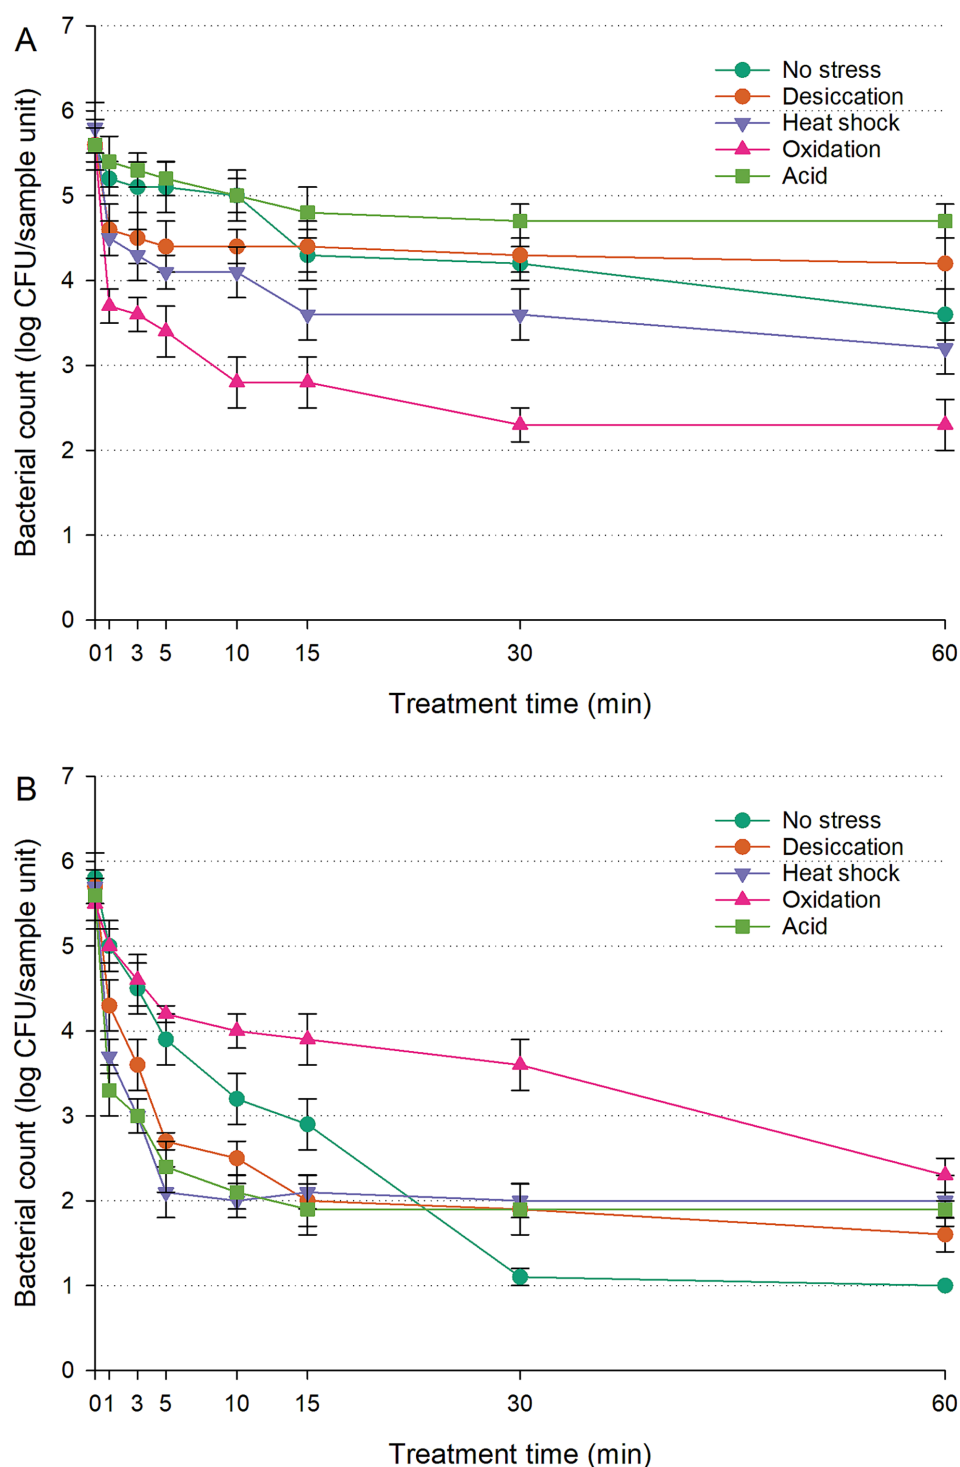 A
7
6
5
4
3
2
1
0
Bacterial count (log CFU/sample unit)
No stress
Desiccation
Heat shock
Oxidation
Acid
0 1 3 5 10 15 30 60
Treatment time (min)
B
7
6
5
4
3
2
1
0
Bacterial count (log CFU/sample unit)
No stress
Desiccation
Heat shock
Oxidation
Acid
0 1 3 5 10 15 30 60
Treatment time (min)